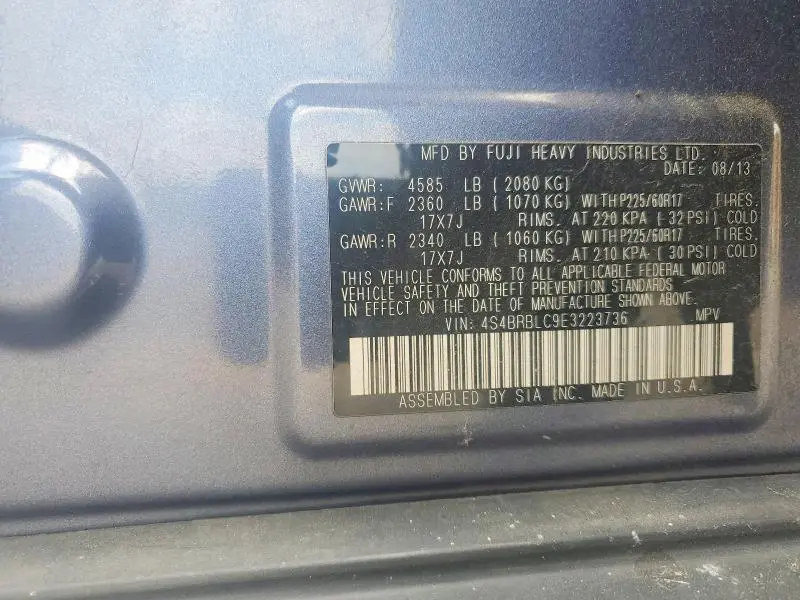 MFD BY FUJI HEAVY INDUSTRIES LTD.
DATE: 08/13
GVWR: 4585 LB ( 2080 KG)
GAWR:F 2360 LB ( 1070 KG) WITH P225/60R17 TIRES.
17X7J RIMS. AT 220 KPA ( 32 PSI) COLD
GAWR:R 2340 LB ( 1060 KG) WITH P225/60R17 TIRES.
17X7J RIMS. AT 210 KPA ( 30 PSI) COLD
THIS VEHICLE CONFORMS TO ALL APPLICABLE FEDERAL MOTOR
VEHICLE SAFETY AND THEFT PREVENTION STANDARDS
IN EFFECT ON THE DATE OF MANUFACTURE SHOWN ABOVE.
VIN: 4S4BRBLC9E3223736 MPV
ASSEMBLED BY SIA INC. MADE IN U.S.A.